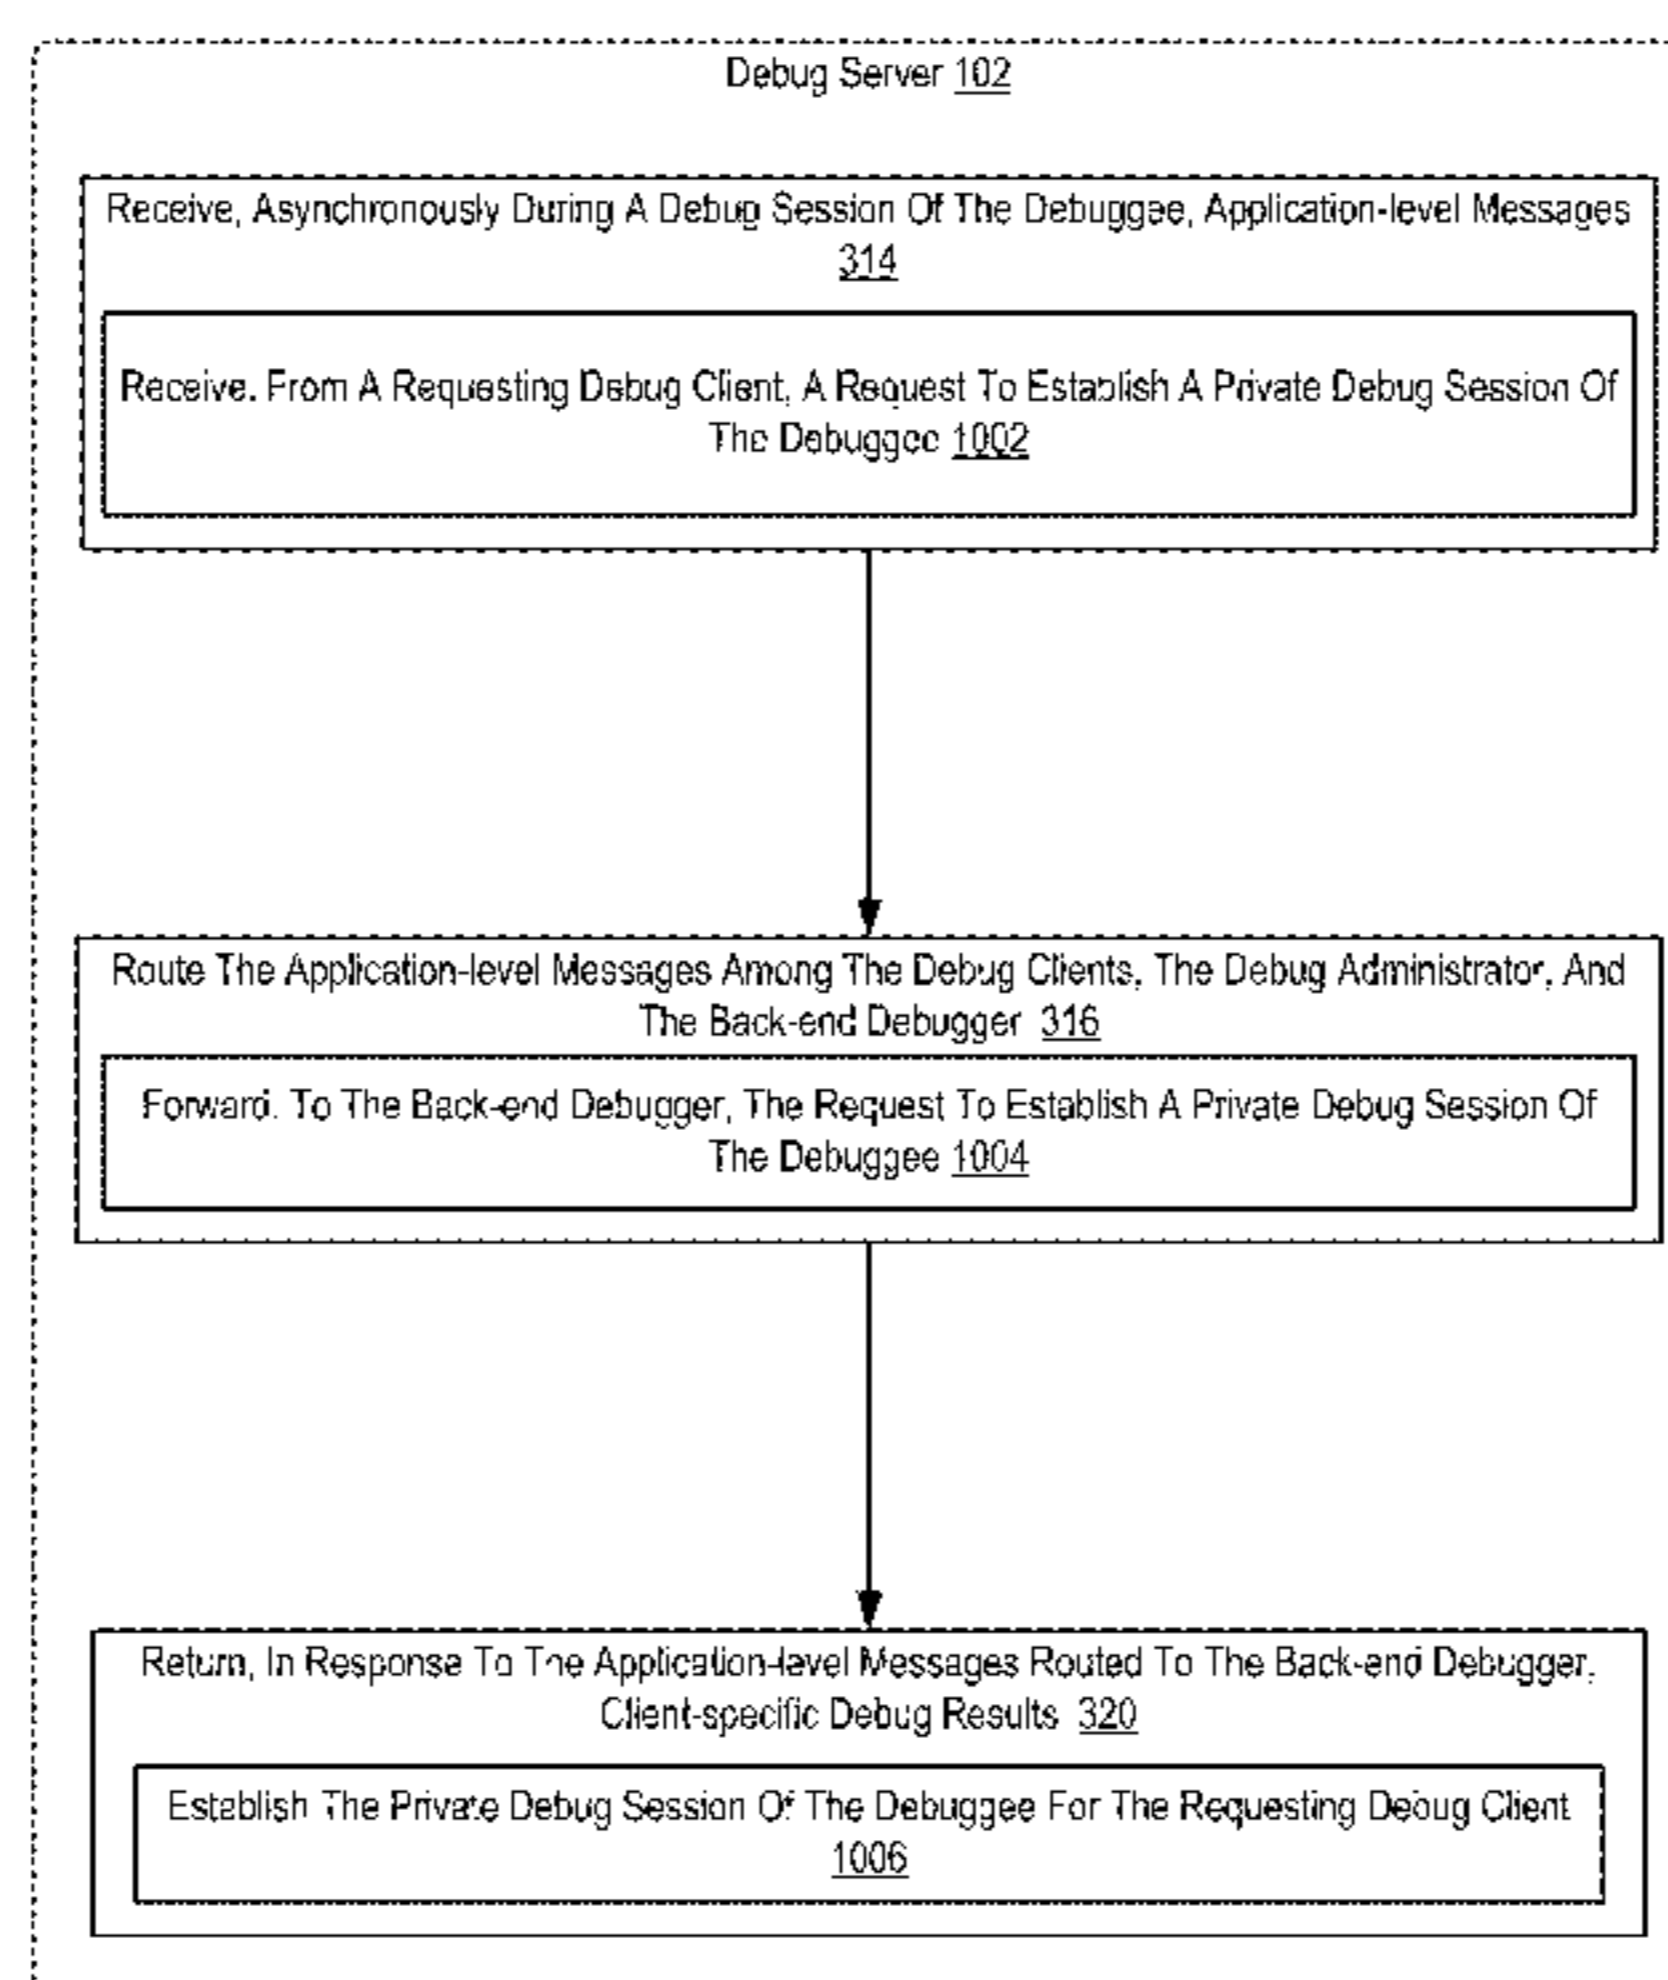 Debug Server 102
Receive, Asynchronously During A Debug Session Of The Debuggee, Application-level Messages
314
Receive. From A Requesting Debug Client, A Request To Establish A Private Debug Session Of
The Debuggee 1002
Route The Application-level Messages Among The Debug Clients, The Debug Administrator, And
The Back-end Debugger 316
Forward. To The Back-end Debugger, The Request To Establish A Private Debug Session Of
The Debuggee 1004
Return, In Response To The Application-level Messages Routed To The Back-end Debugger,
Client-specific Debug Results 320
Establish The Private Debug Session Of The Debuggee For The Requesting Debug Client
1006